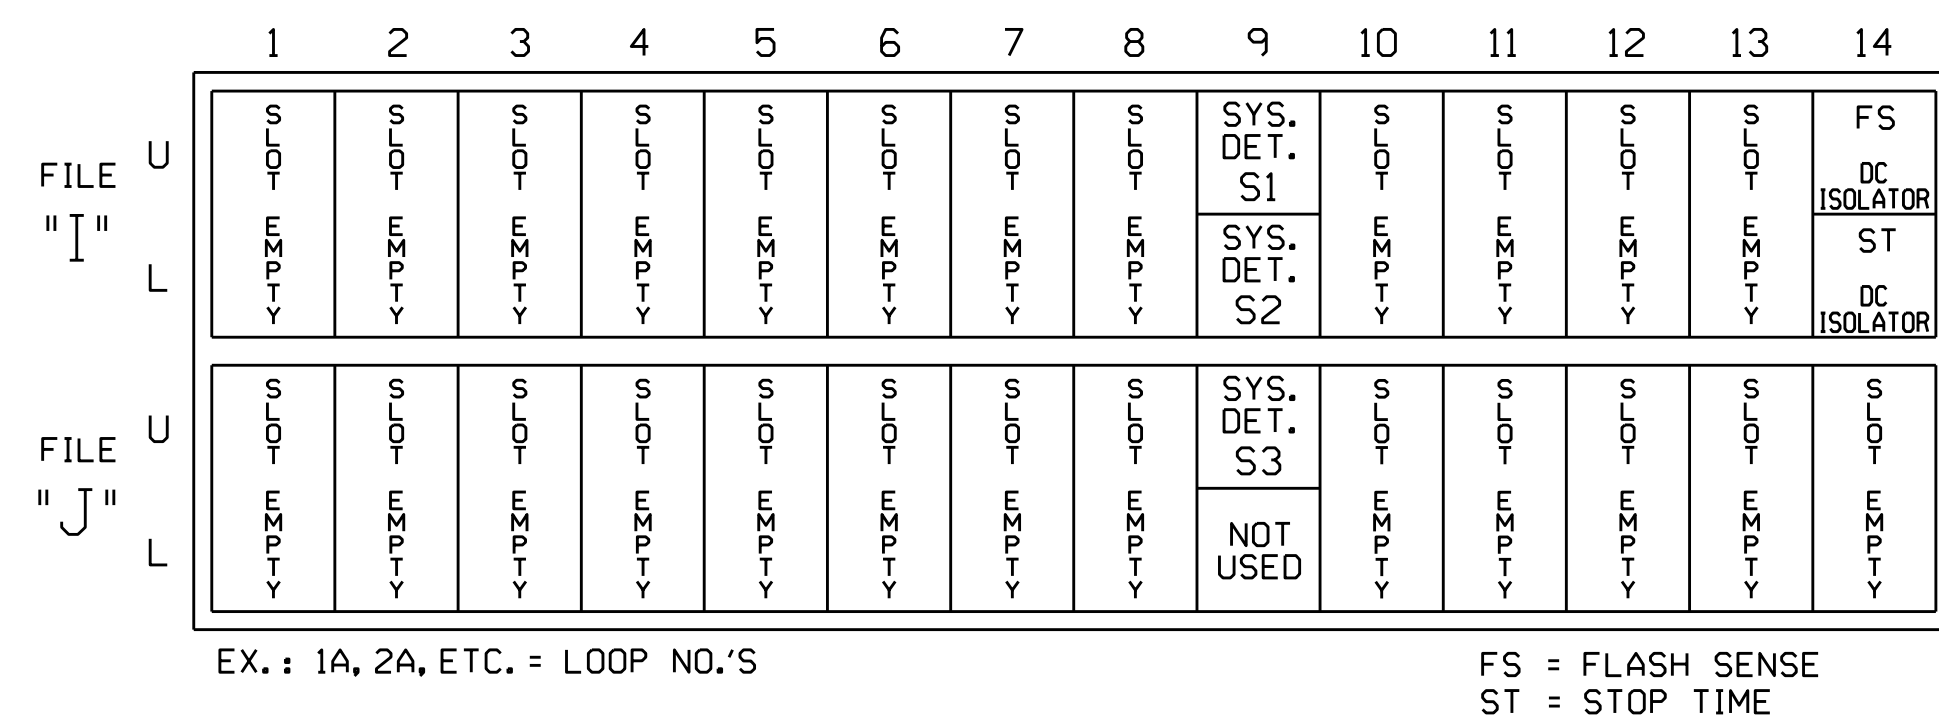 1 2 3 4 5 6 7 8 9 10 11 12 13 14
FILE "I"
U
L
SLOT EMPTY
SLOT EMPTY
SLOT EMPTY
SLOT EMPTY
SLOT EMPTY
SLOT EMPTY
SLOT EMPTY
SLOT EMPTY
SYS.
DET.
S1
SYS.
DET.
S2
SLOT EMPTY
SLOT EMPTY
SLOT EMPTY
SLOT EMPTY
FS
DC
ISOLATOR
ST
DC
ISOLATOR
FILE "J"
U
L
SLOT EMPTY
SLOT EMPTY
SLOT EMPTY
SLOT EMPTY
SLOT EMPTY
SLOT EMPTY
SLOT EMPTY
SLOT EMPTY
SYS.
DET.
S3
NOT
USED
SLOT EMPTY
SLOT EMPTY
SLOT EMPTY
SLOT EMPTY
SLOT EMPTY
EX.: 1A, 2A, ETC. = LOOP NO.'S
FS = FLASH SENSE
ST = STOP TIME